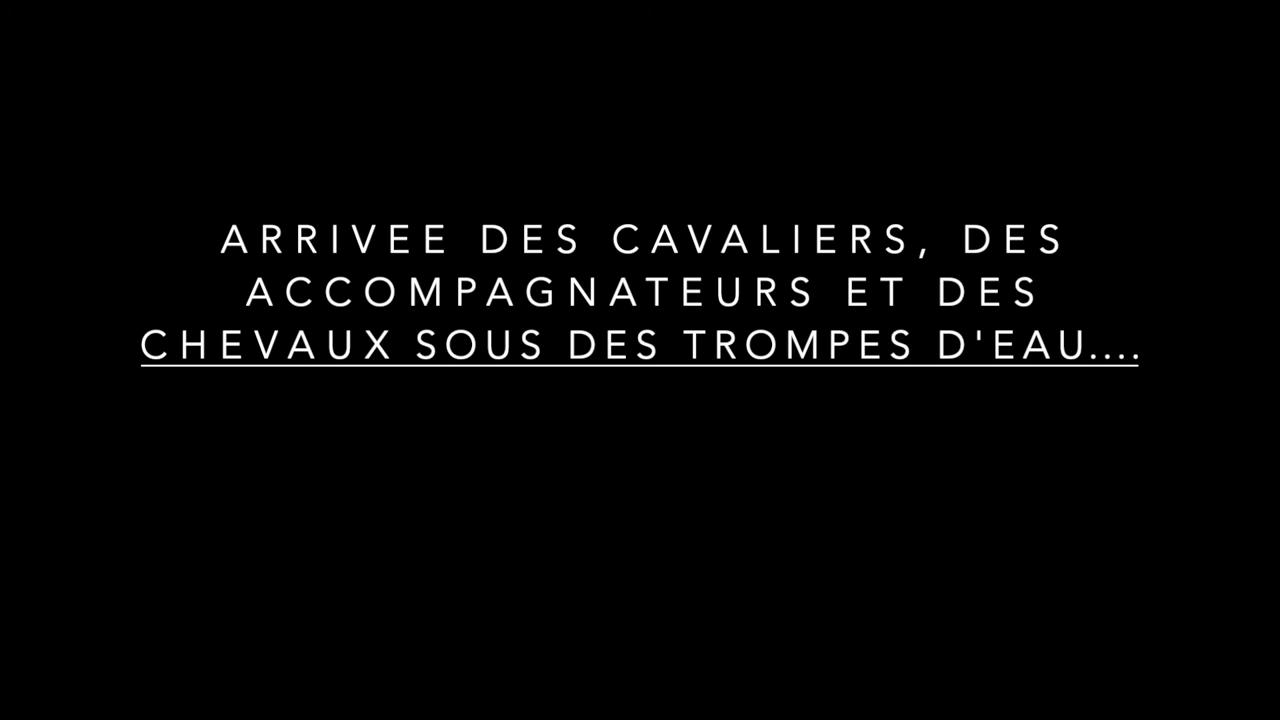 ARRIVEE DES CAVALIERS, DES
ACCOMPAGNATEURS ET DES
CHEVAUX SOUS DES TROMPES D'EAU....